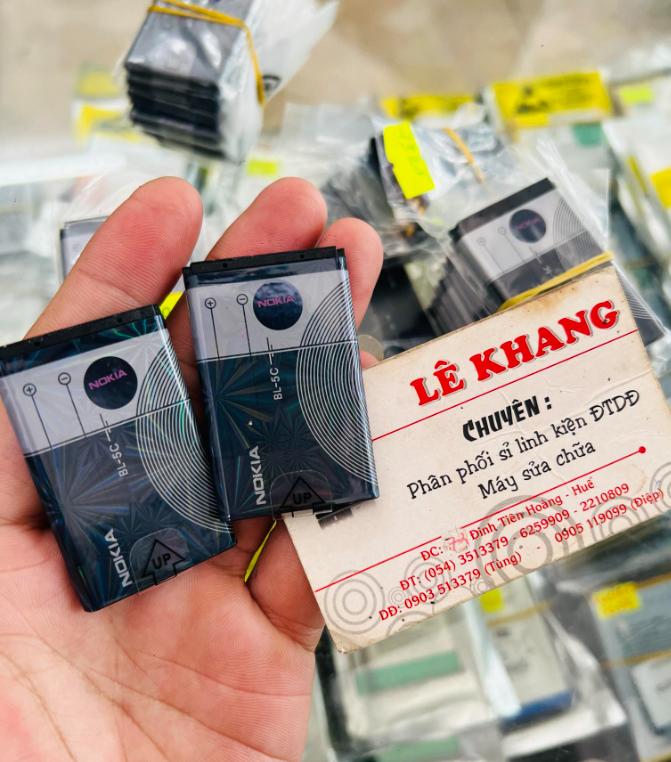 NOKIA
BL-5C
NOKIA
UP
NOKIA
BL-5C
NOKIA
UP
LÊ KHANG
CHUYÊN :
Phân phối sỉ linh kiện ĐTDĐ
Máy sửa chữa
ĐC: Đinh Tiên Hoàng - Huế
ĐT: (054) 3513379 - 6259909 - 2210809
DĐ: 0903 513379 (Tùng) - 0905 119099 (Điệp)